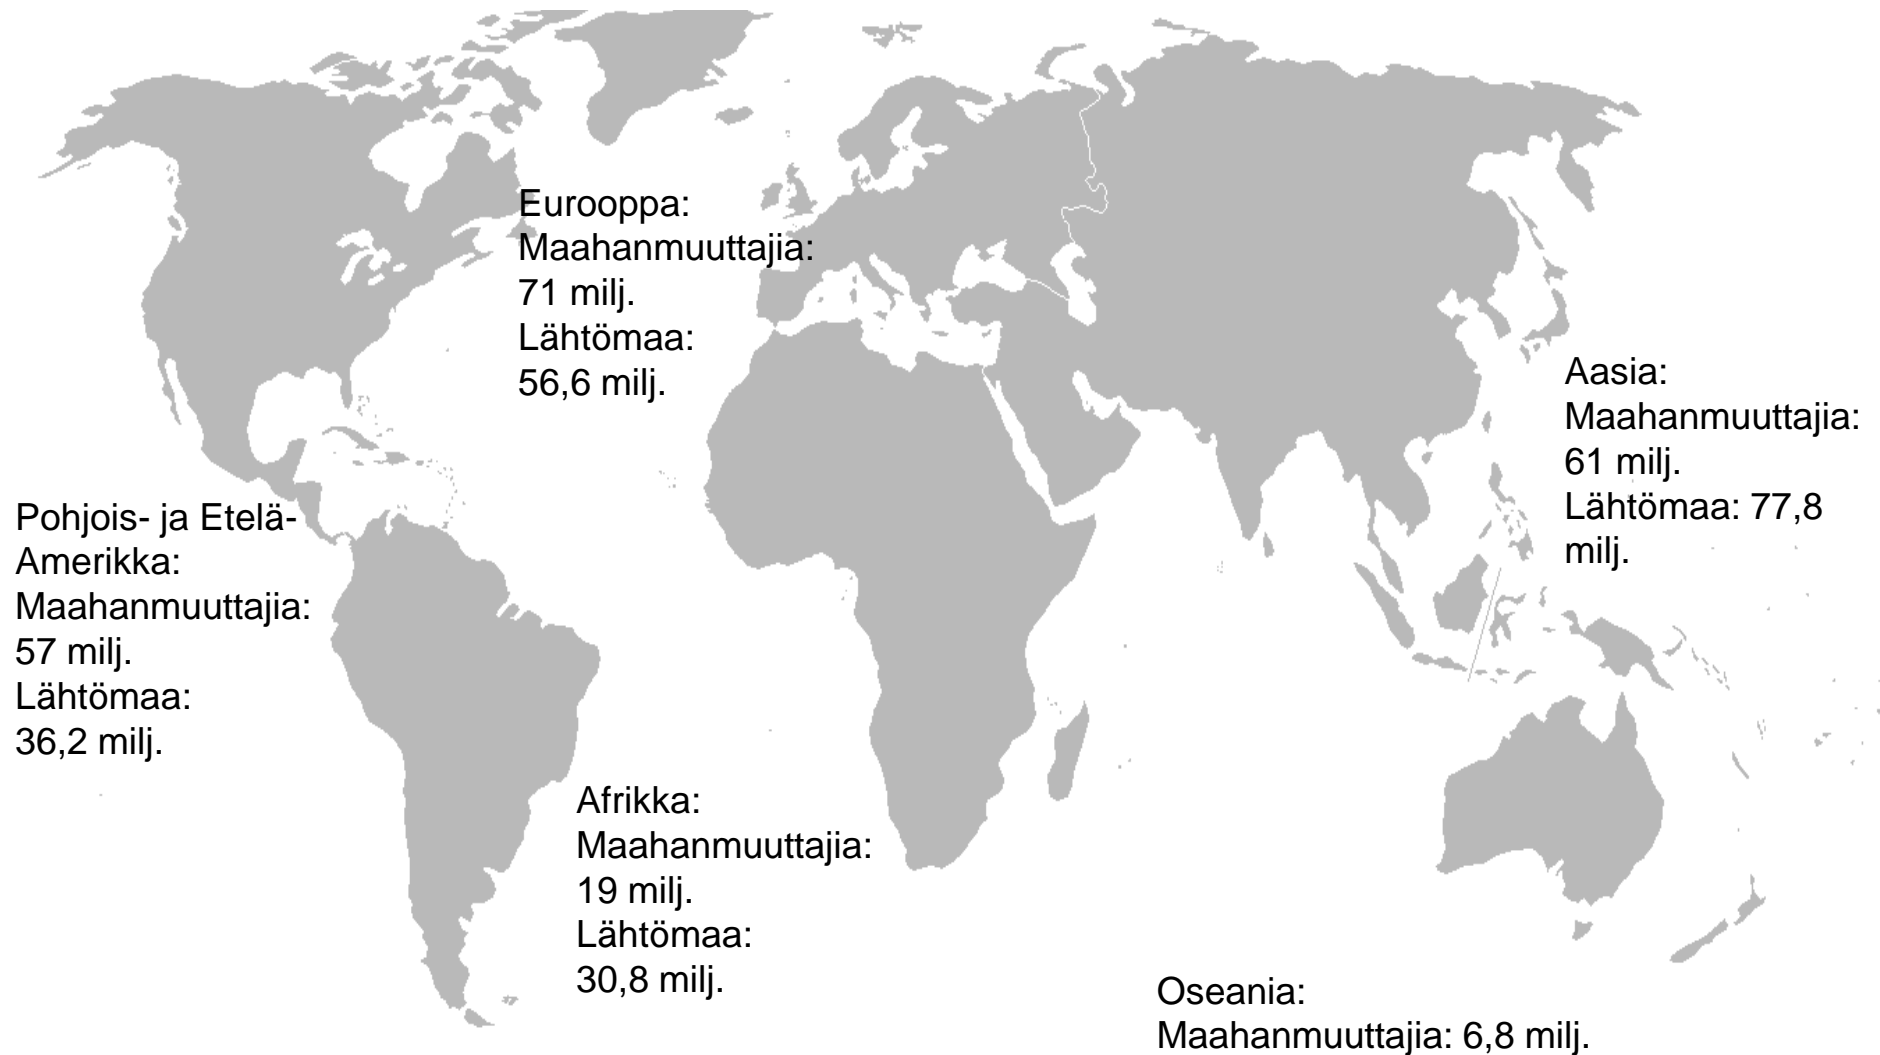 Eurooppa:
Maahanmuuttajia:
71 milj.
Lähtömaa:
56,6 milj.
Aasia:
Maahanmuuttajia:
61 milj.
Lähtömaa: 77,8
milj.
Pohjois- ja Etelä-
Amerikka:
Maahanmuuttajia:
57 milj.
Lähtömaa:
36,2 milj.
Afrikka:
Maahanmuuttajia:
19 milj.
Lähtömaa:
30,8 milj.
Oseania:
Maahanmuuttajia: 6,8 milj.